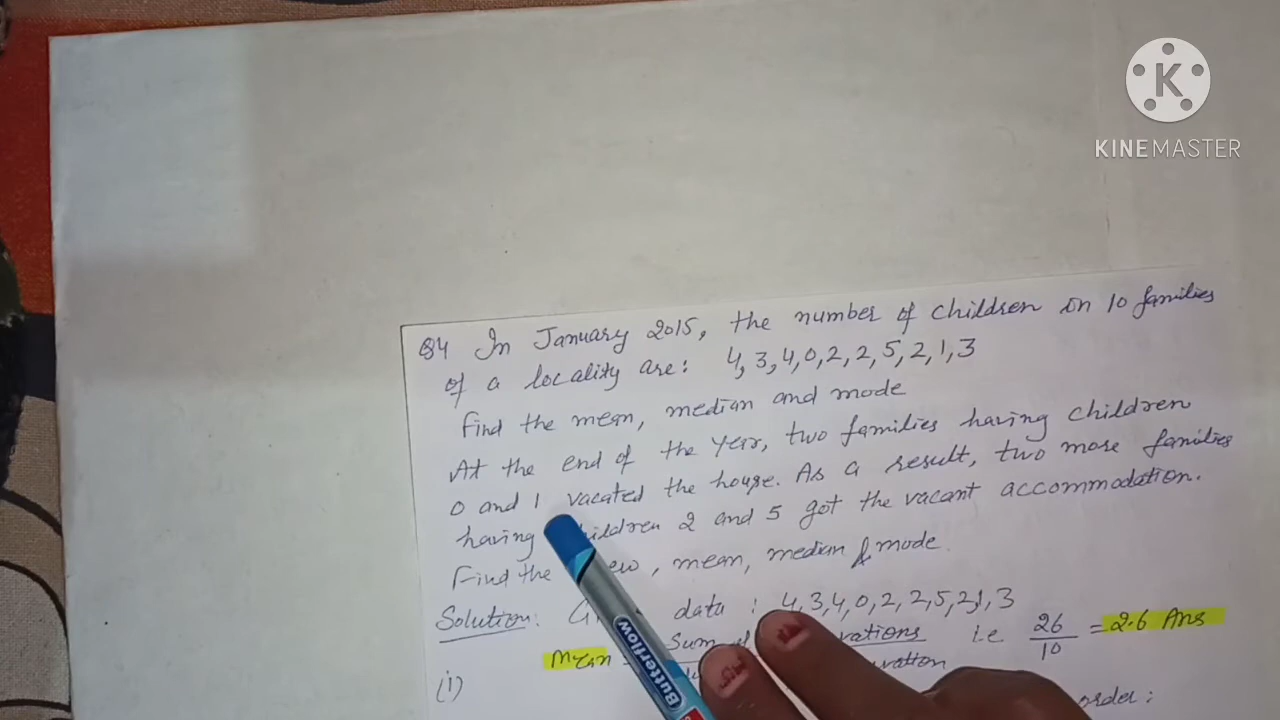 K
KINEMASTER
Q4 In January 2015, the number of children in 10 families
of a locality are: 4, 3, 4, 0, 2, 2, 5, 2, 1, 3
Find the mean, median and mode
At the end of the year, two families having children
0 and 1 vacated the house. As a result, two more families
having children 2 and 5 got the vacant accommodation.
Find the new, mean, median & mode.
Solution: data : 4, 3, 4, 0, 2, 2, 5, 2, 1, 3
Mean = Sum of i.e 26/10 = 2.6 Ans
(i) order:
Butterflow